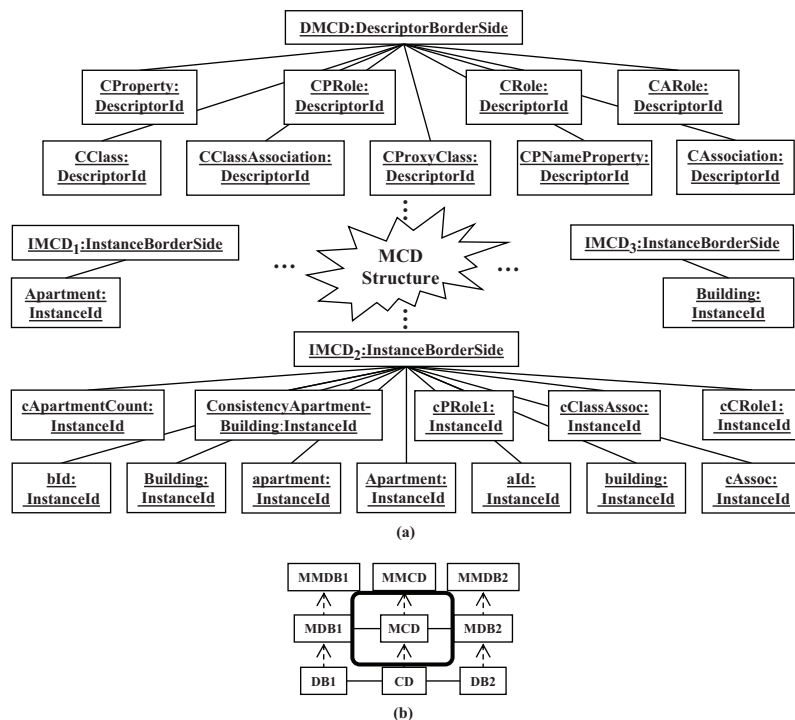 DMCD:DescriptorBorderSide
CProperty:
DescriptorId
CPRole:
DescriptorId
CRole:
DescriptorId
CARole:
DescriptorId
CClass:
DescriptorId
CClassAssociation:
DescriptorId
CProxyClass:
DescriptorId
CPNameProperty:
DescriptorId
CAssociation:
DescriptorId
IMCD1:InstanceBorderSide
IMCD3:InstanceBorderSide
... MCD
Structure ...
Apartment:
InstanceId
Building:
InstanceId
IMCD2:InstanceBorderSide
cApartmentCount:
InstanceId
ConsistencyApartment-
Building:InstanceId
cPRole1:
InstanceId
cClassAssoc:
InstanceId
cCRole1:
InstanceId
bId:
InstanceId
Building:
InstanceId
apartment:
InstanceId
Apartment:
InstanceId
aId:
InstanceId
building:
InstanceId
cAssoc:
InstanceId
(a)
MMDB1 MMCD MMDB2
MDB1 MCD MDB2
DB1 CD DB2
(b)